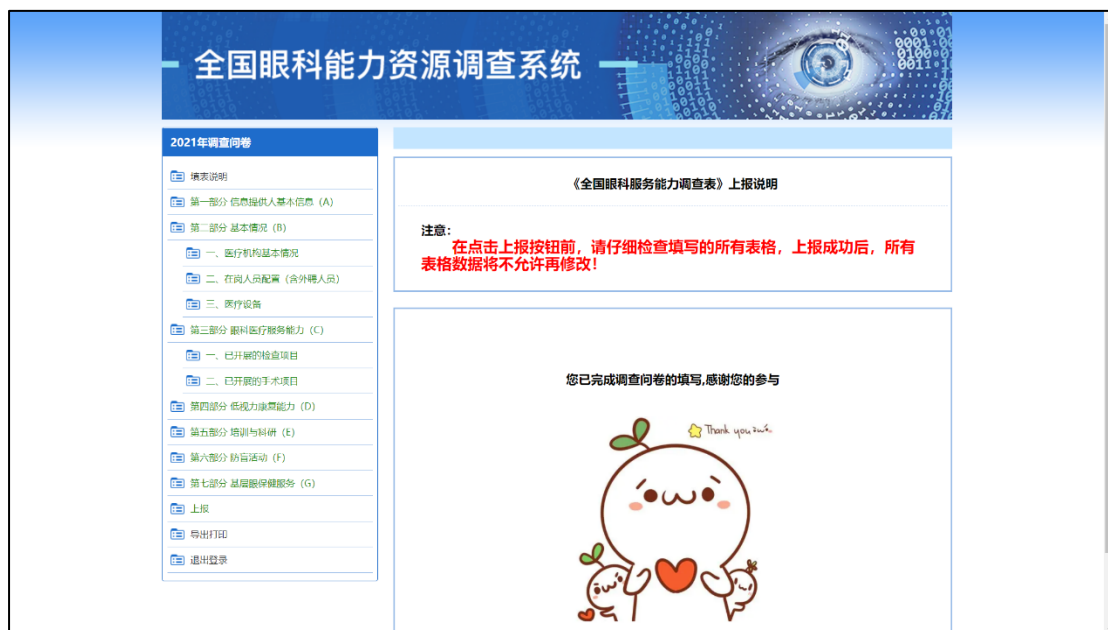 全国眼科能力资源调查系统
2021年调查问卷
填表说明
第一部分 信息提供人基本信息（A）
第二部分 基本情况（B）
一、医疗机构基本情况
二、在岗人员配置（含外聘人员）
三、医疗设备
第三部分 眼科医疗服务能力（C）
一、已开展的检查项目
二、已开展的手术项目
第四部分 低视力康复能力（D）
第五部分 培训与科研（E）
第六部分 防盲活动（F）
第七部分 基层眼保健服务（G）
上报
导出打印
退出登录
《全国眼科服务能力调查表》上报说明
注意：
在点击上报按钮前，请仔细检查填写的所有表格，上报成功后，所有
表格数据将不允许再修改！
您已完成调查问卷的填写,感谢您的参与
Thank you